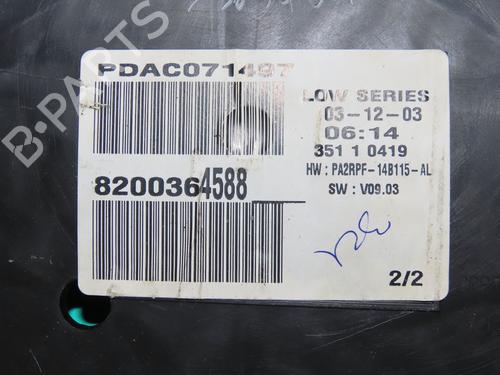 PDAC071497
LOW SERIES
03-12-03
06:14
351 1 0419
HW : PA2RPF-14B115-AL
SW : V09.03
8200364588
2/2
B-PARTS